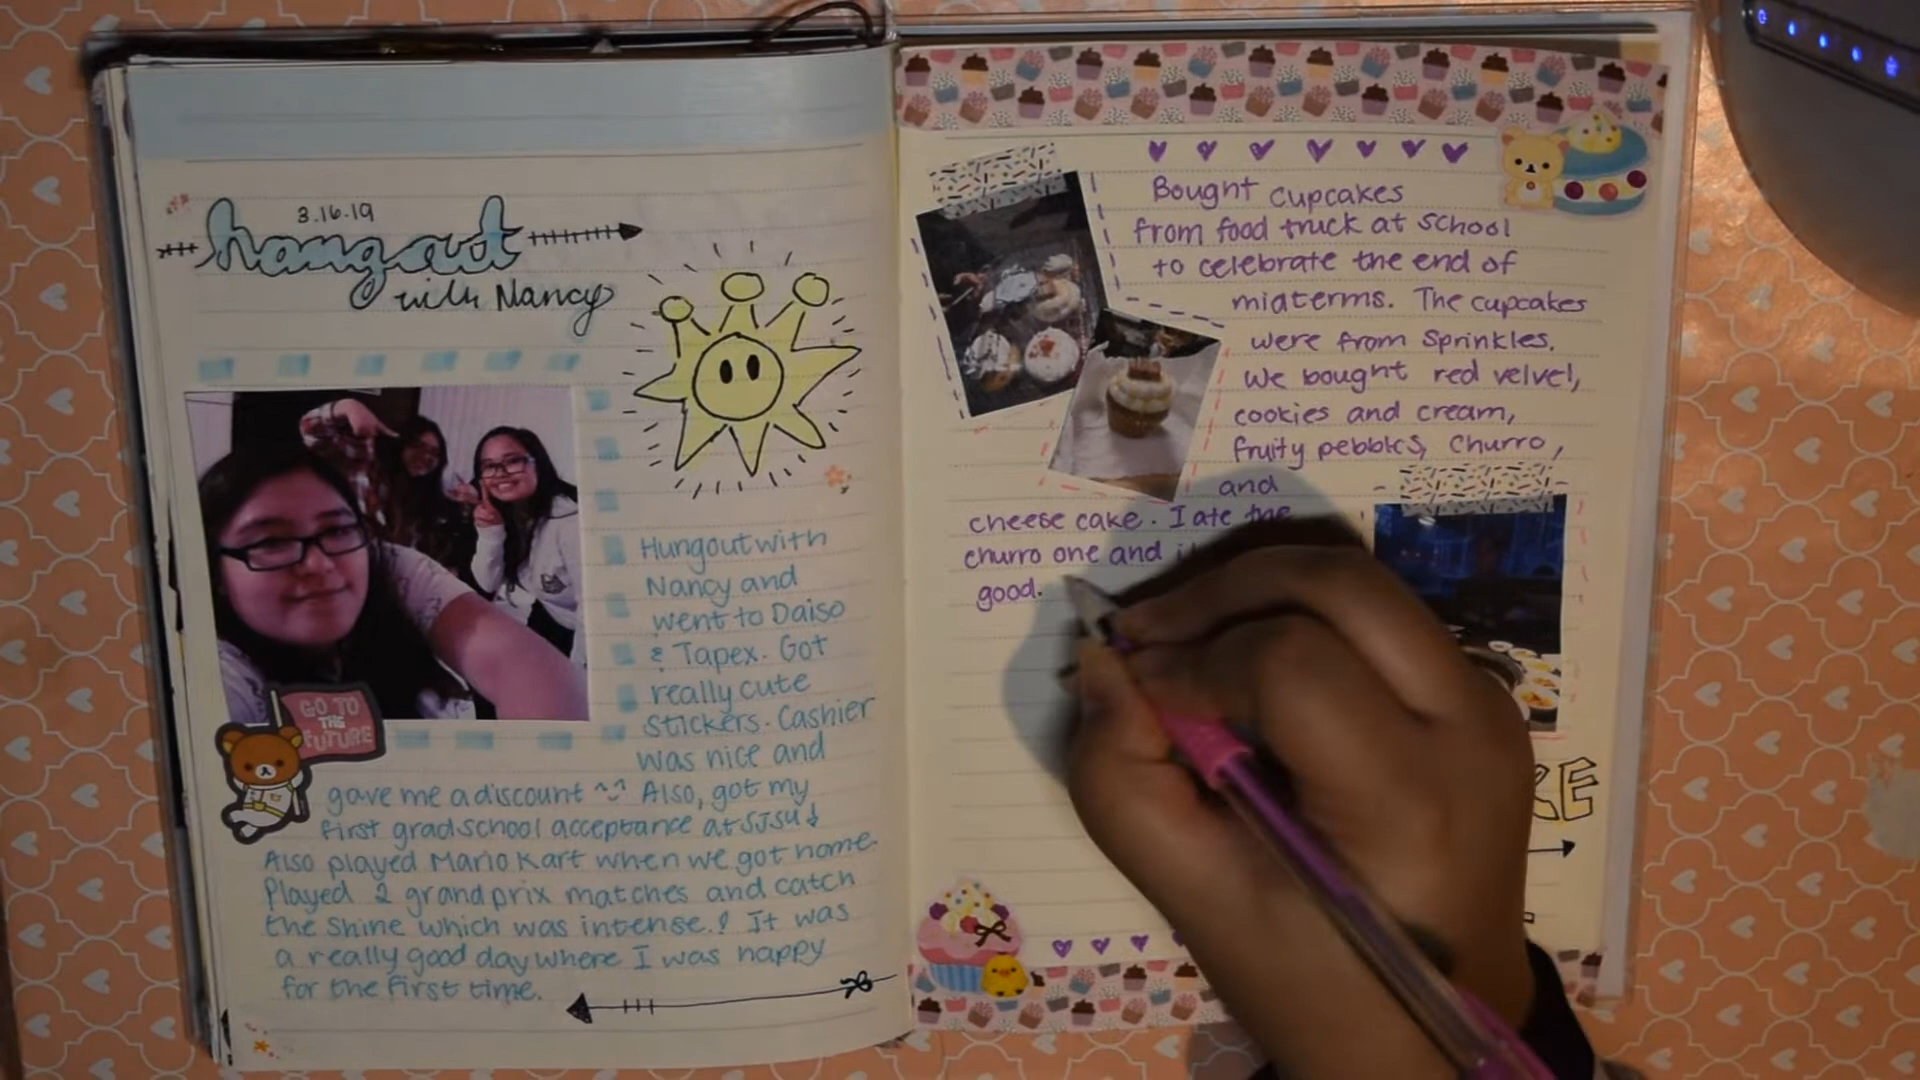 3.16.19
hangout
with Nancy
Hungout with
Nancy and
went to Daiso
& Tapex. Got
really cute
stickers. Cashier
was nice and
gave me a discount ^‿^ Also, got my
first gradschool acceptance at SJSU!
Also played Mario Kart when we got home.
Played 2 grandprix matches and catch
the shine which was intense.! It was
a really good day where I was happy
for the first time.
GO TO
THE
FUTURE
Bought cupcakes
from food truck at school
to celebrate the end of
midterms. The cupcakes
were from Sprinkles.
We bought red velvet,
cookies and cream,
fruity pebbles, churro,
and
cheese cake. I ate the
churro one and
good.
KE